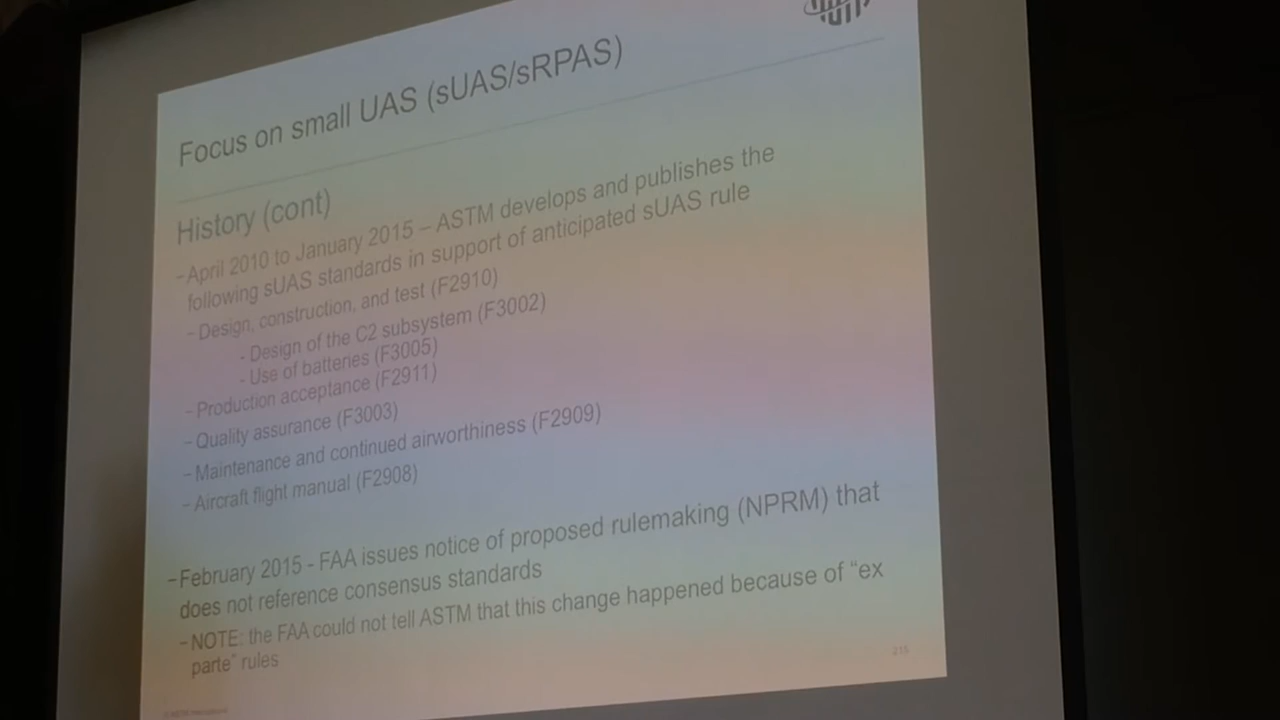 Focus on small UAS (sUAS/sRPAS)
History (cont)
–April 2010 to January 2015 – ASTM develops and publishes the
following sUAS standards in support of anticipated sUAS rule
–Design, construction, and test (F2910)
- Design of the C2 subsystem (F3002)
- Use of batteries (F3005)
–Production acceptance (F2911)
–Quality assurance (F3003)
–Maintenance and continued airworthiness (F2909)
–Aircraft flight manual (F2908)
–February 2015 - FAA issues notice of proposed rulemaking (NPRM) that
does not reference consensus standards
–NOTE: the FAA could not tell ASTM that this change happened because of “ex
parte” rules